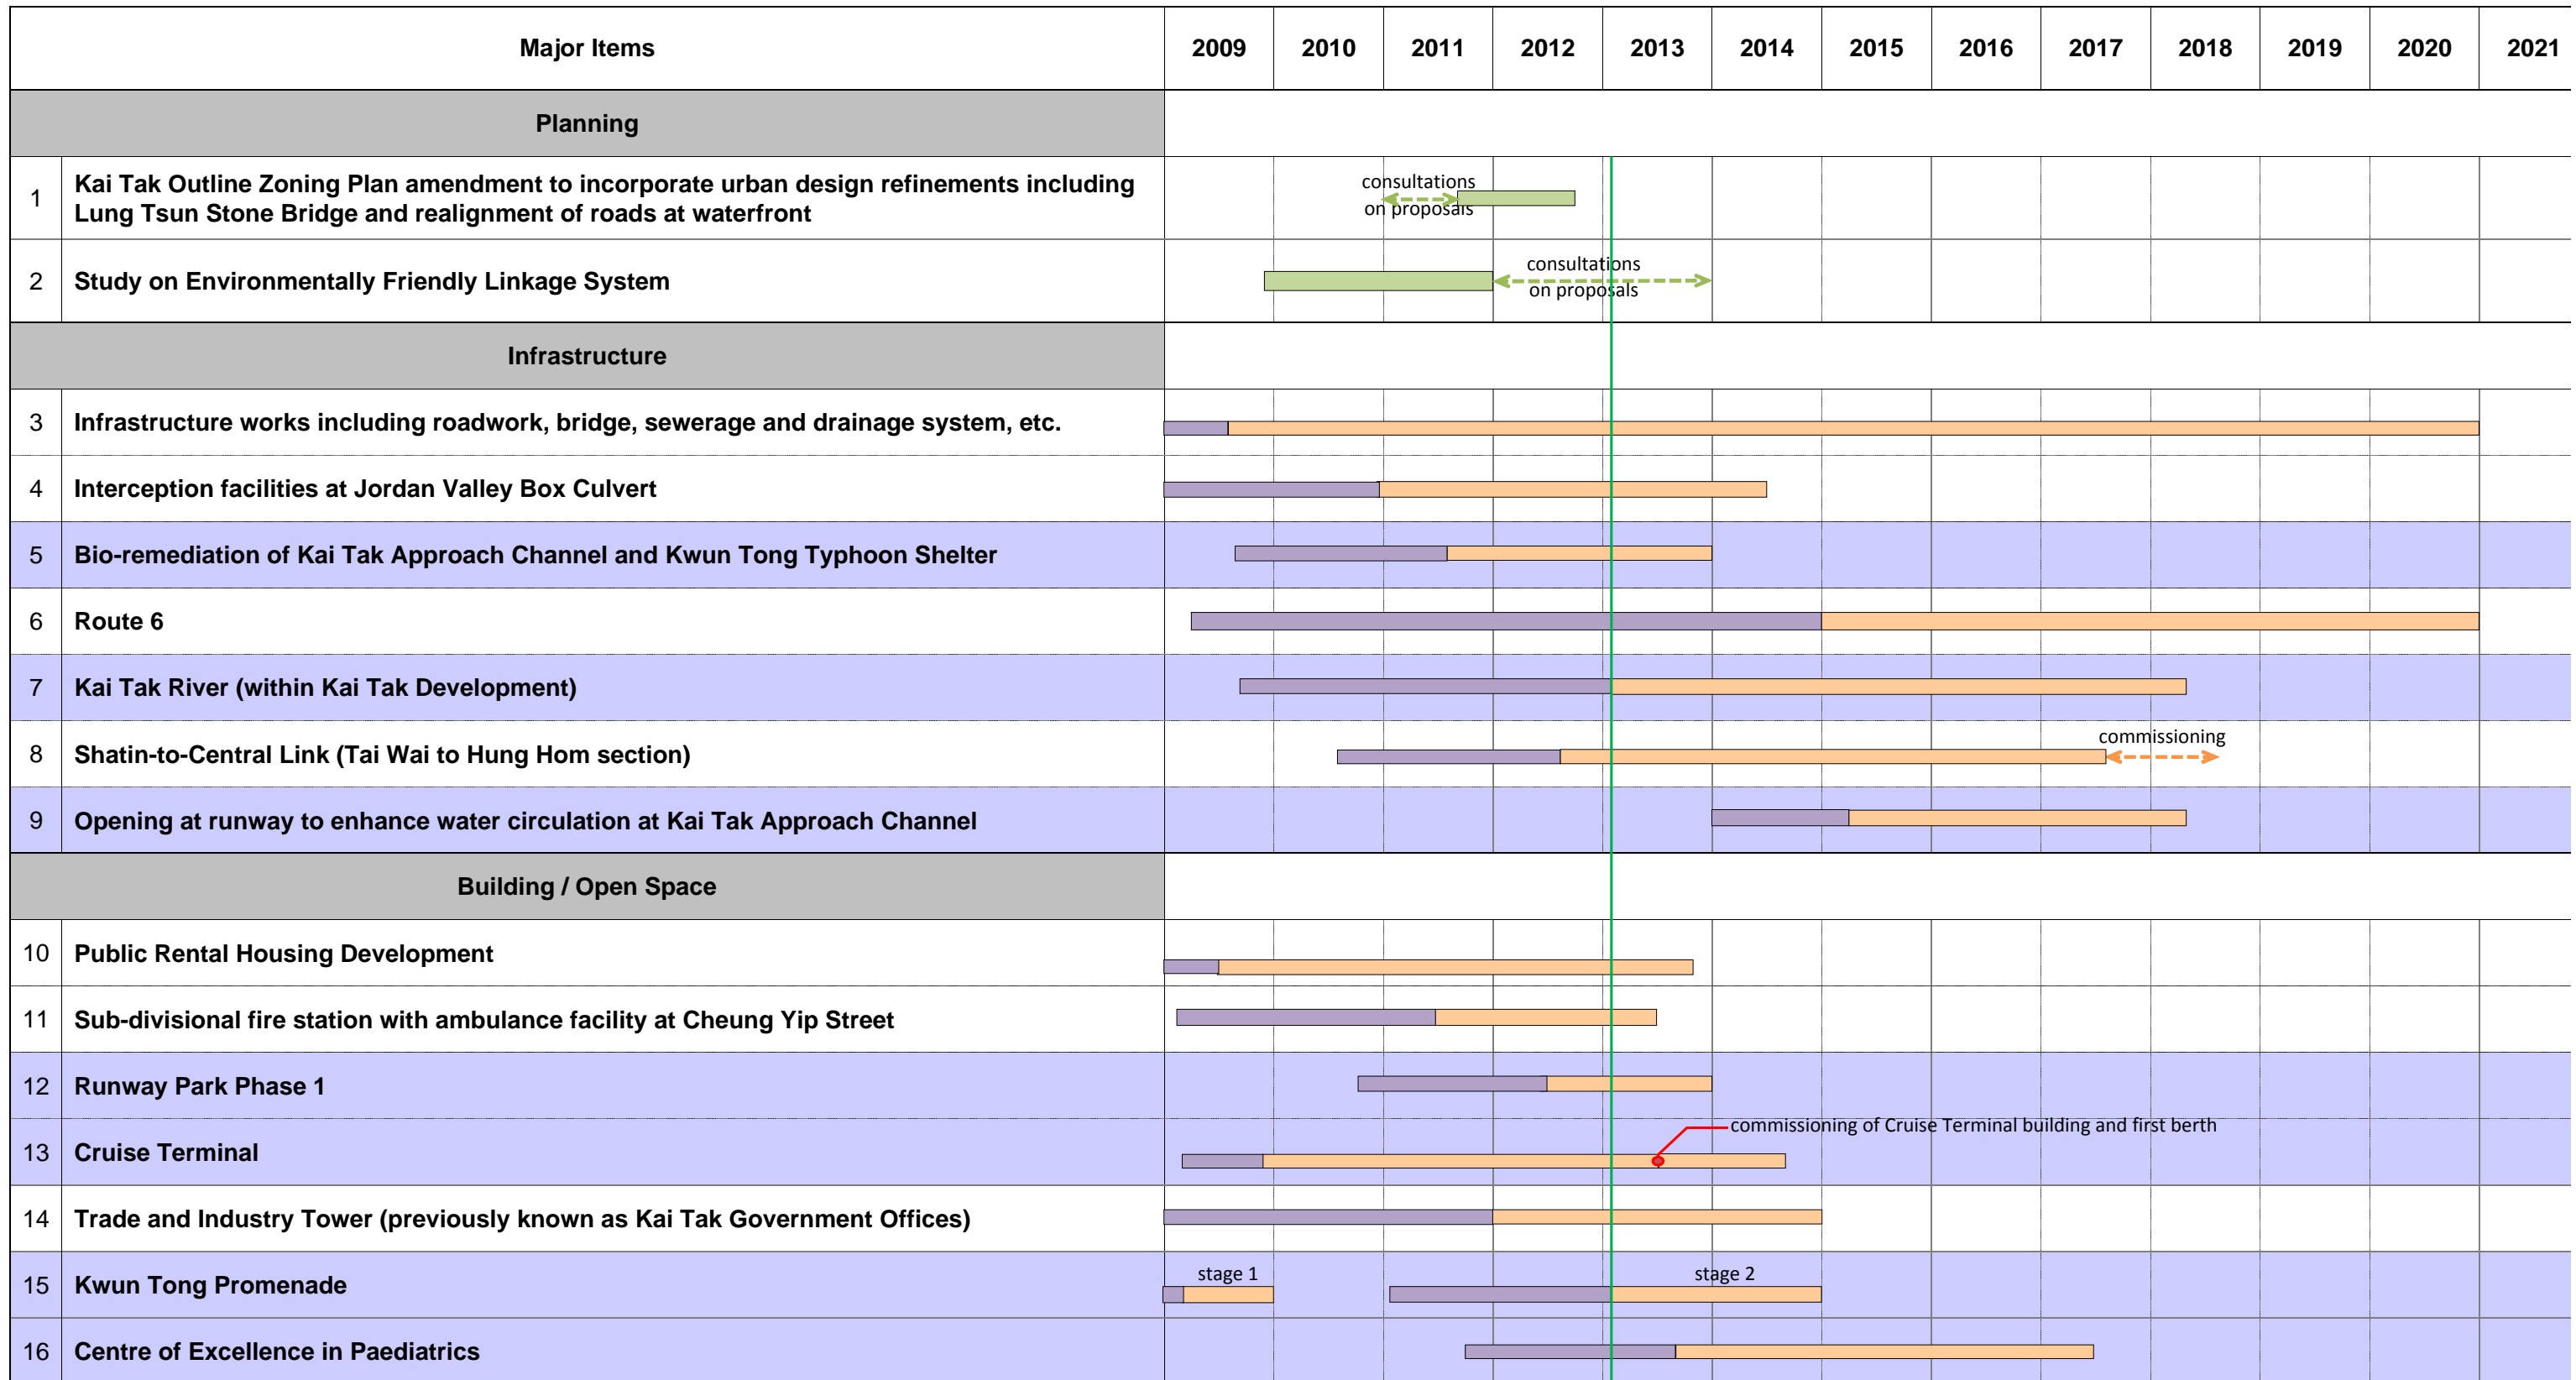 Major Items 2009 2010 2011 2012 2013 2014 2015 2016 2017 2018 2019 2020 2021
Planning
1 Kai Tak Outline Zoning Plan amendment to incorporate urban design refinements including
Lung Tsun Stone Bridge and realignment of roads at waterfront
consultations
on proposals
2 Study on Environmentally Friendly Linkage System
consultations
on proposals
Infrastructure
3 Infrastructure works including roadwork, bridge, sewerage and drainage system, etc.
4 Interception facilities at Jordan Valley Box Culvert
5 Bio-remediation of Kai Tak Approach Channel and Kwun Tong Typhoon Shelter
6 Route 6
7 Kai Tak River (within Kai Tak Development)
8 Shatin-to-Central Link (Tai Wai to Hung Hom section)
commissioning
9 Opening at runway to enhance water circulation at Kai Tak Approach Channel
Building / Open Space
10 Public Rental Housing Development
11 Sub-divisional fire station with ambulance facility at Cheung Yip Street
12 Runway Park Phase 1
commissioning of Cruise Terminal building and first berth
13 Cruise Terminal
14 Trade and Industry Tower (previously known as Kai Tak Government Offices)
15 Kwun Tong Promenade
stage 1 stage 2
16 Centre of Excellence in Paediatrics